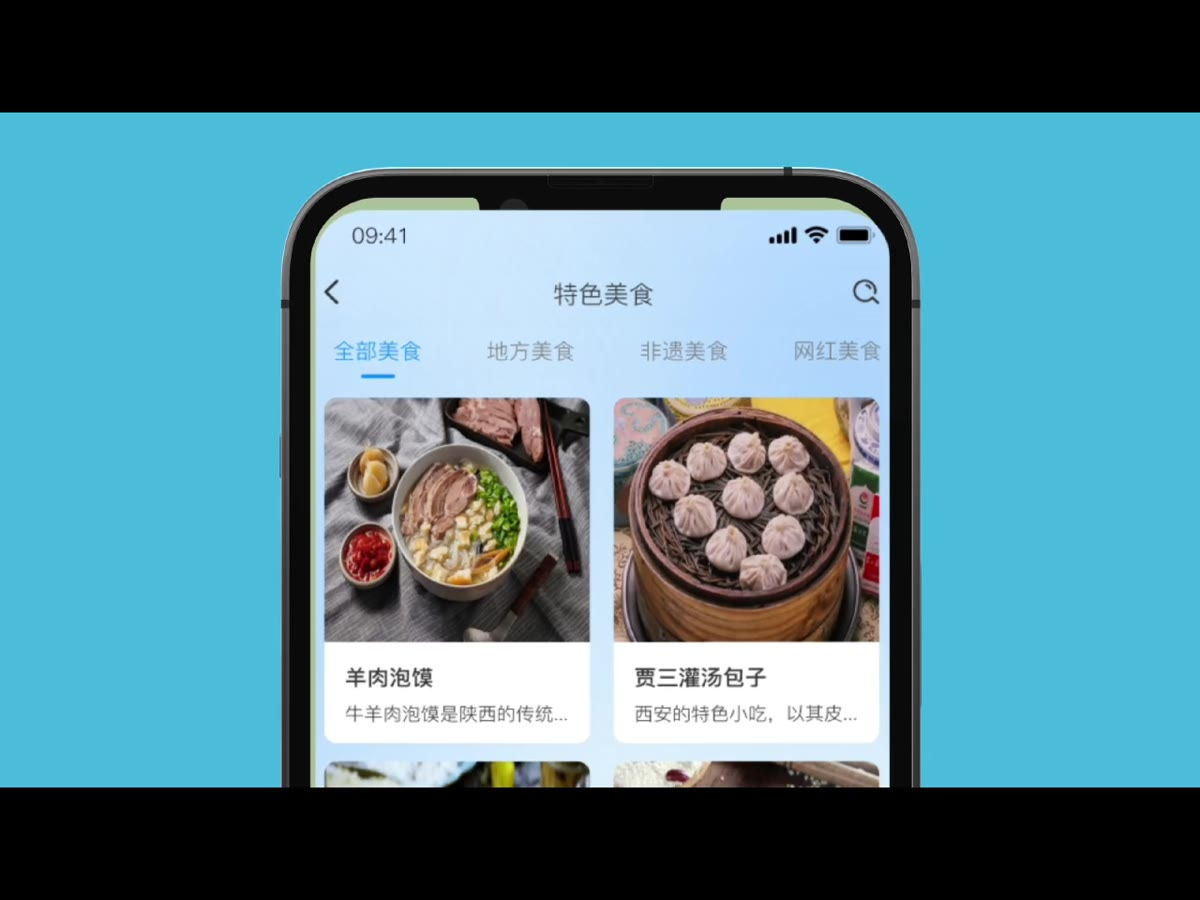 09:41
特色美食
全部美食 地方美食 非遗美食 网红美食
羊肉泡馍
牛羊肉泡馍是陕西的传统...
贾三灌汤包子
西安的特色小吃，以其皮...